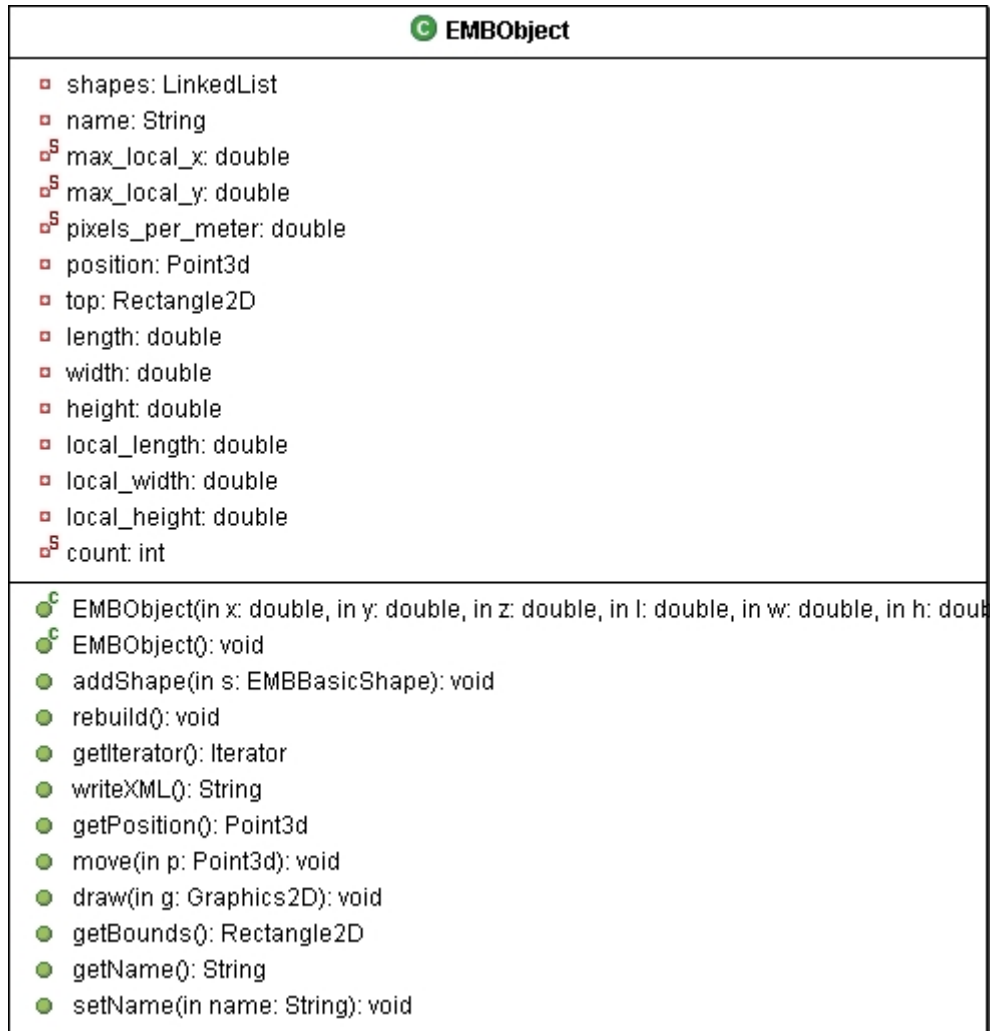 C EMBObject
shapes: LinkedList
name: String
S max_local_x: double
S max_local_y: double
S pixels_per_meter: double
position: Point3d
top: Rectangle2D
length: double
width: double
height: double
local_length: double
local_width: double
local_height: double
S count: int
C EMBObject(in x: double, in y: double, in z: double, in l: double, in w: double, in h: doub
C EMBObject(): void
addShape(in s: EMBBasicShape): void
rebuild(): void
getIterator(): Iterator
writeXML(): String
getPosition(): Point3d
move(in p: Point3d): void
draw(in g: Graphics2D): void
getBounds(): Rectangle2D
getName(): String
setName(in name: String): void